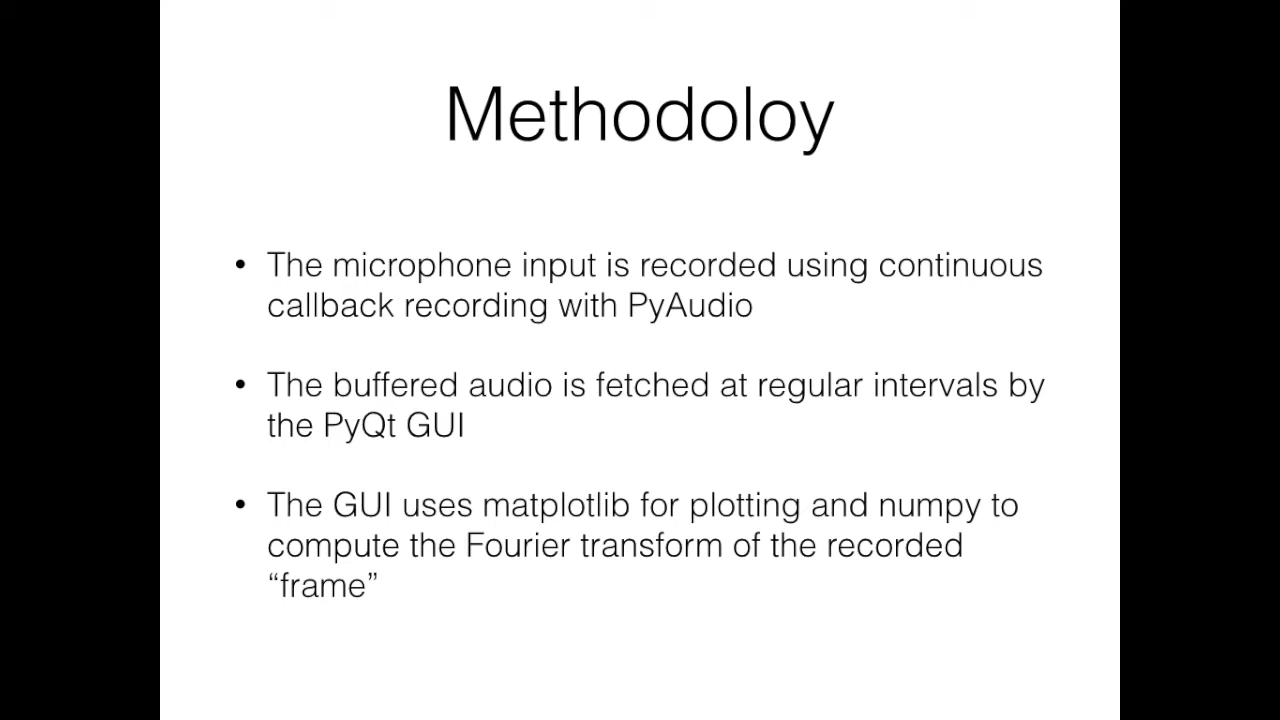 Methodoloy
• The microphone input is recorded using continuous
callback recording with PyAudio
• The buffered audio is fetched at regular intervals by
the PyQt GUI
• The GUI uses matplotlib for plotting and numpy to
compute the Fourier transform of the recorded
“frame”